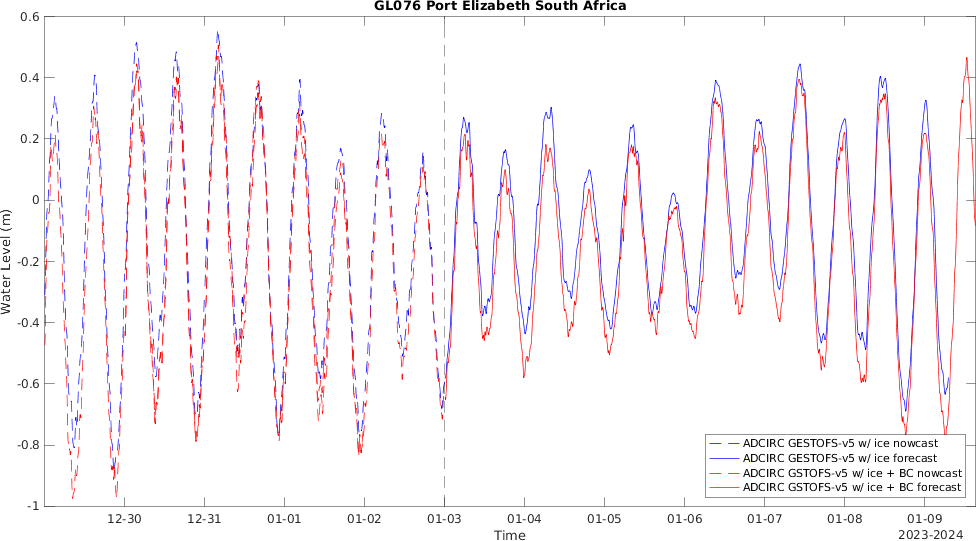 GL076 Port Elizabeth South Africa
0.6
0.4
0.2
0
-0.2
-0.4
-0.6
-0.8
-1
Water Level (m)
12-30 12-31 01-01 01-02 01-03 01-04 01-05 01-06 01-07 01-08 01-09
Time
2023-2024
ADCIRC GESTOFS-v5 w/ ice nowcast
ADCIRC GESTOFS-v5 w/ ice forecast
ADCIRC GSTOFS-v5 w/ ice + BC nowcast
ADCIRC GSTOFS-v5 w/ ice + BC forecast